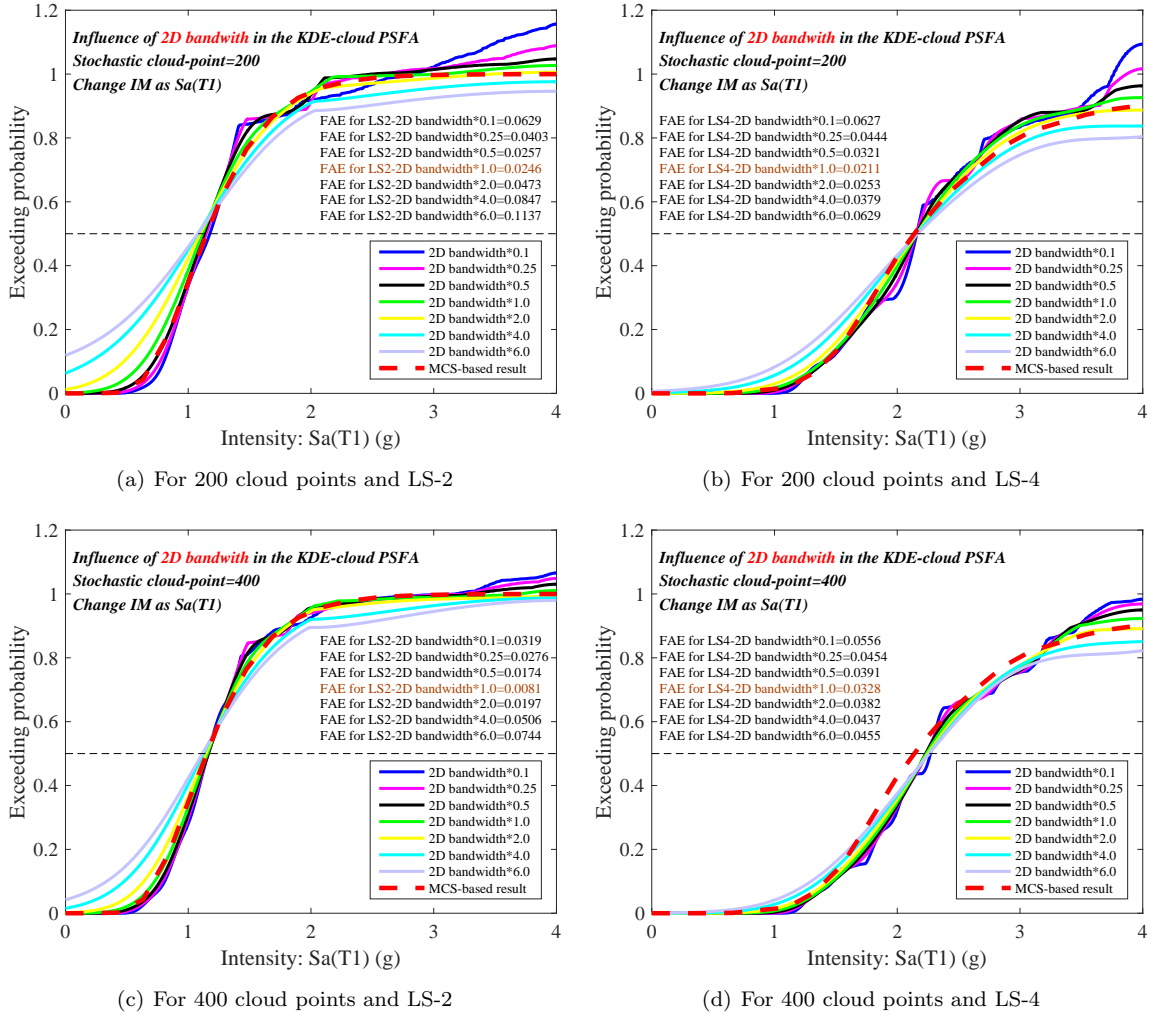 Influence of 2D bandwith in the KDE-cloud PSFA
Stochastic cloud-point=200
Change IM as Sa(T1)
FAE for LS2-2D bandwidth*0.1=0.0629
FAE for LS2-2D bandwidth*0.25=0.0403
FAE for LS2-2D bandwidth*0.5=0.0257
FAE for LS2-2D bandwidth*1.0=0.0246
FAE for LS2-2D bandwidth*2.0=0.0473
FAE for LS2-2D bandwidth*4.0=0.0847
FAE for LS2-2D bandwidth*6.0=0.1137
2D bandwidth*0.1
2D bandwidth*0.25
2D bandwidth*0.5
2D bandwidth*1.0
2D bandwidth*2.0
2D bandwidth*4.0
2D bandwidth*6.0
MCS-based result
Exceeding probability
0 0.2 0.4 0.6 0.8 1 1.2
0 1 2 3 4
Intensity: Sa(T1) (g)
(a) For 200 cloud points and LS-2
Influence of 2D bandwith in the KDE-cloud PSFA
Stochastic cloud-point=200
Change IM as Sa(T1)
FAE for LS4-2D bandwidth*0.1=0.0627
FAE for LS4-2D bandwidth*0.25=0.0444
FAE for LS4-2D bandwidth*0.5=0.0321
FAE for LS4-2D bandwidth*1.0=0.0211
FAE for LS4-2D bandwidth*2.0=0.0253
FAE for LS4-2D bandwidth*4.0=0.0379
FAE for LS4-2D bandwidth*6.0=0.0629
2D bandwidth*0.1
2D bandwidth*0.25
2D bandwidth*0.5
2D bandwidth*1.0
2D bandwidth*2.0
2D bandwidth*4.0
2D bandwidth*6.0
MCS-based result
Exceeding probability
0 0.2 0.4 0.6 0.8 1 1.2
0 1 2 3 4
Intensity: Sa(T1) (g)
(b) For 200 cloud points and LS-4
Influence of 2D bandwith in the KDE-cloud PSFA
Stochastic cloud-point=400
Change IM as Sa(T1)
FAE for LS2-2D bandwidth*0.1=0.0319
FAE for LS2-2D bandwidth*0.25=0.0276
FAE for LS2-2D bandwidth*0.5=0.0174
FAE for LS2-2D bandwidth*1.0=0.0081
FAE for LS2-2D bandwidth*2.0=0.0197
FAE for LS2-2D bandwidth*4.0=0.0506
FAE for LS2-2D bandwidth*6.0=0.0744
2D bandwidth*0.1
2D bandwidth*0.25
2D bandwidth*0.5
2D bandwidth*1.0
2D bandwidth*2.0
2D bandwidth*4.0
2D bandwidth*6.0
MCS-based result
Exceeding probability
0 0.2 0.4 0.6 0.8 1 1.2
0 1 2 3 4
Intensity: Sa(T1) (g)
(c) For 400 cloud points and LS-2
Influence of 2D bandwith in the KDE-cloud PSFA
Stochastic cloud-point=400
Change IM as Sa(T1)
FAE for LS4-2D bandwidth*0.1=0.0556
FAE for LS4-2D bandwidth*0.25=0.0454
FAE for LS4-2D bandwidth*0.5=0.0391
FAE for LS4-2D bandwidth*1.0=0.0328
FAE for LS4-2D bandwidth*2.0=0.0382
FAE for LS4-2D bandwidth*4.0=0.0437
FAE for LS4-2D bandwidth*6.0=0.0455
2D bandwidth*0.1
2D bandwidth*0.25
2D bandwidth*0.5
2D bandwidth*1.0
2D bandwidth*2.0
2D bandwidth*4.0
2D bandwidth*6.0
MCS-based result
Exceeding probability
0 0.2 0.4 0.6 0.8 1 1.2
0 1 2 3 4
Intensity: Sa(T1) (g)
(d) For 400 cloud points and LS-4